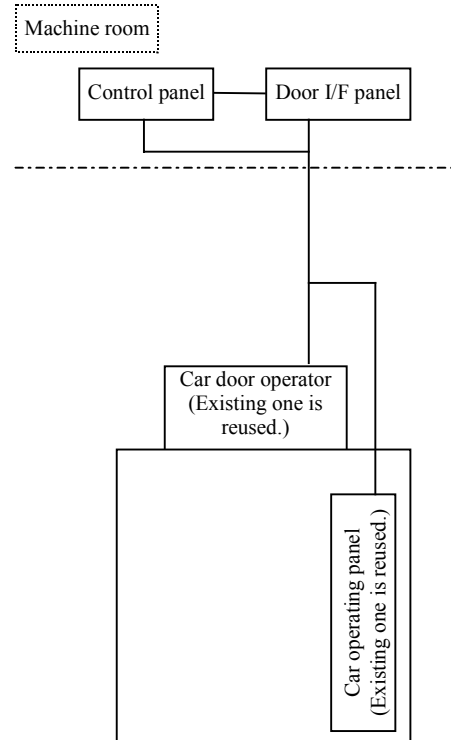 Machine room
Control panel
Door I/F panel
Car door operator
(Existing one is
reused.)
Car operating panel
(Existing one is reused.)